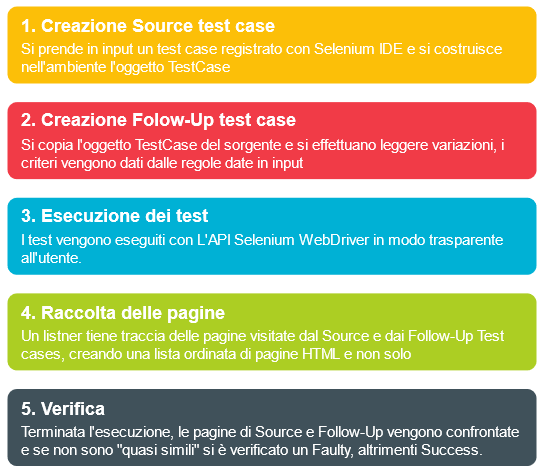 1. Creazione Source test case
Si prende in input un test case registrato con Selenium IDE e si costruisce
nell'ambiente l'oggetto TestCase
2. Creazione Folow-Up test case
Si copia l'oggetto TestCase del sorgente e si effettuano leggere variazioni, i
criteri vengono dati dalle regole date in input
3. Esecuzione dei test
I test vengono eseguiti con L'API Selenium WebDriver in modo trasparente
all'utente.
4. Raccolta delle pagine
Un listner tiene traccia delle pagine visitate dal Source e dai Follow-Up Test
cases, creando una lista ordinata di pagine HTML e non solo
5. Verifica
Terminata l'esecuzione, le pagine di Source e Follow-Up vengono confrontate
e se non sono "quasi simili" si è verificato un Faulty, altrimenti Success.